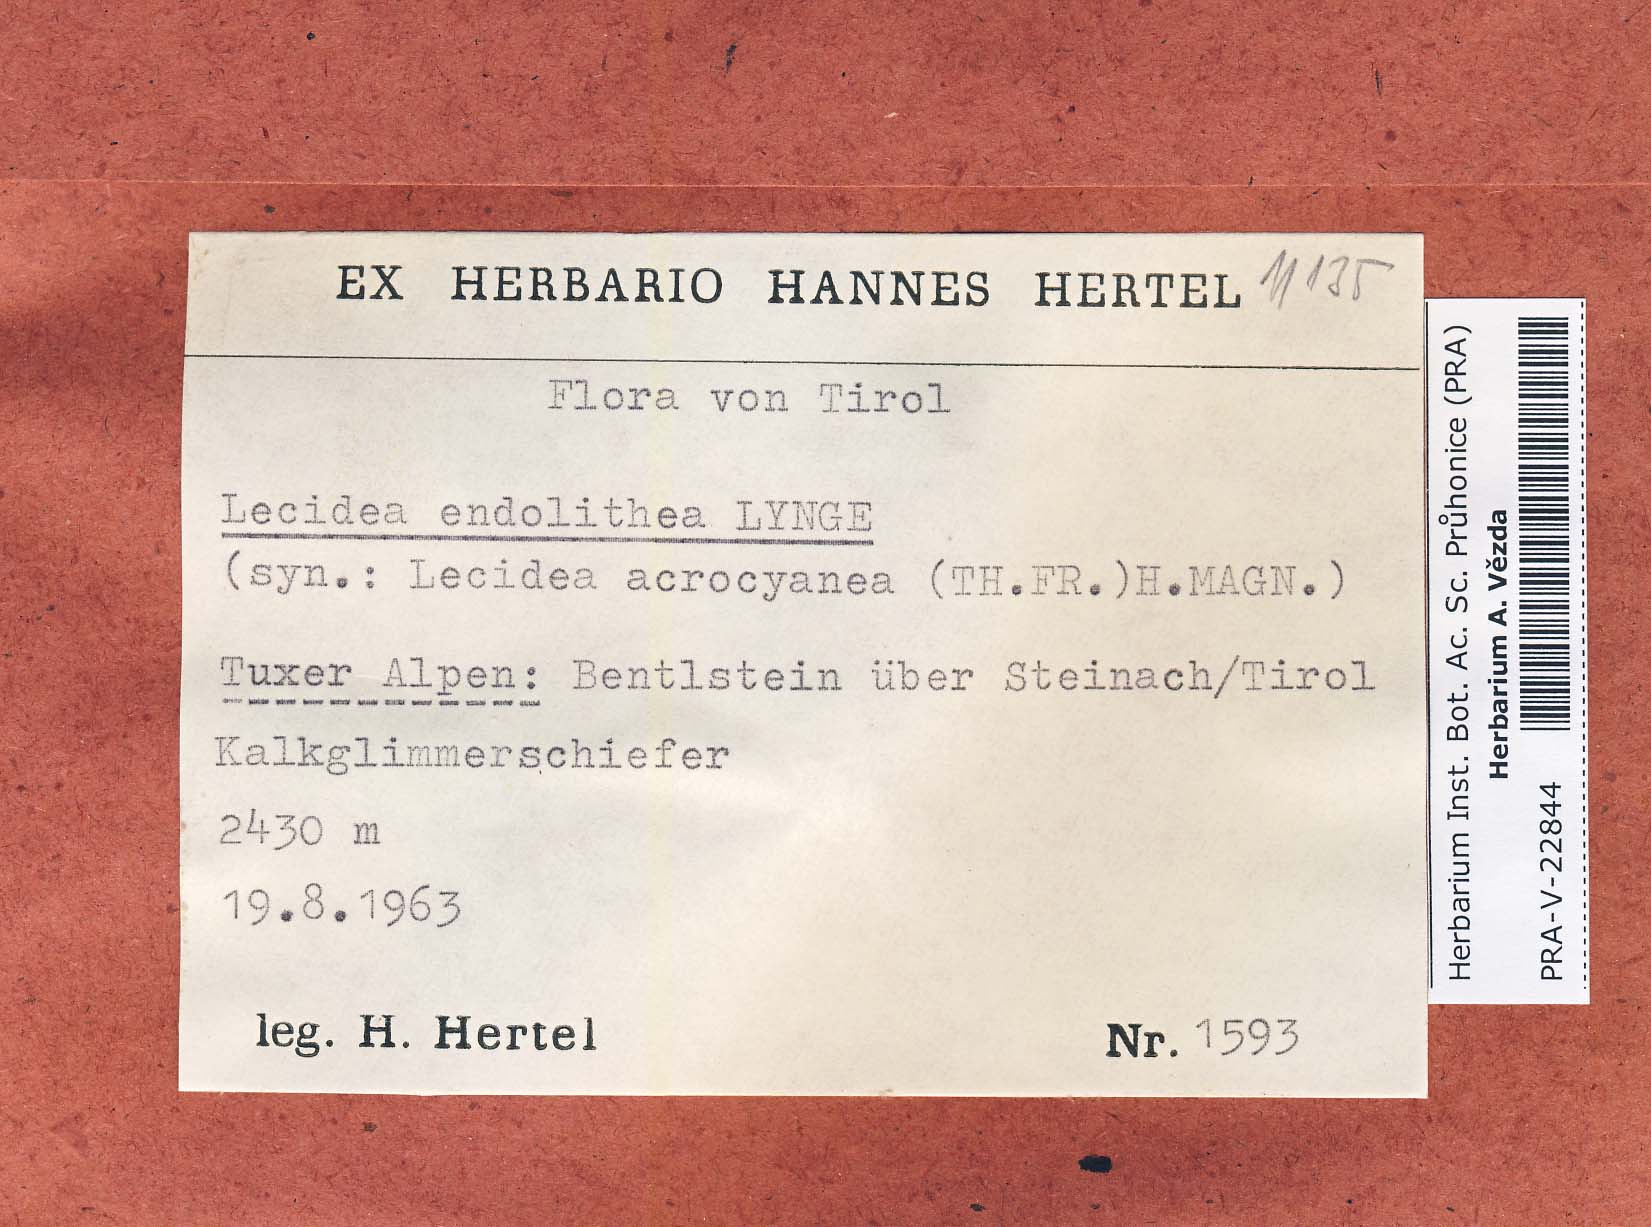 EX HERBARIO HANNES HERTEL 11135
Flora von Tirol
Lecidea endolithea LYNGE
(syn.: Lecidea acrocyanea (TH.FR.)H.MAGN.)
Tuxer Alpen: Bentlstein über Steinach/Tirol
Kalkglimmerschiefer
2430 m
19.8.1963
leg. H. Hertel Nr. 1593
Herbarium Inst. Bot. Ac. Sc. Průhonice (PRA)
Herbarium A. Vězda
PRA-V-22844